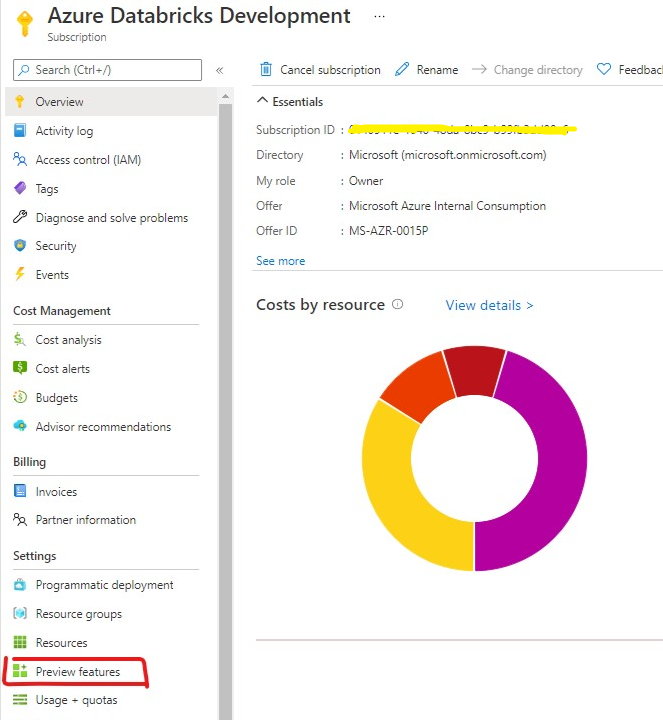 Azure Databricks Development ...
Subscription
Search (Ctrl+/) «
Cancel subscription Rename Change directory Feedback
Overview
Essentials
Activity log
Subscription ID :
Access control (IAM)
Directory : Microsoft (microsoft.onmicrosoft.com)
Tags
My role : Owner
Diagnose and solve problems
Offer : Microsoft Azure Internal Consumption
Security
Offer ID : MS-AZR-0015P
Events
See more
Cost Management
Costs by resource View details >
Cost analysis
Cost alerts
Budgets
Advisor recommendations
Billing
Invoices
Partner information
Settings
Programmatic deployment
Resource groups
Resources
Preview features
Usage + quotas